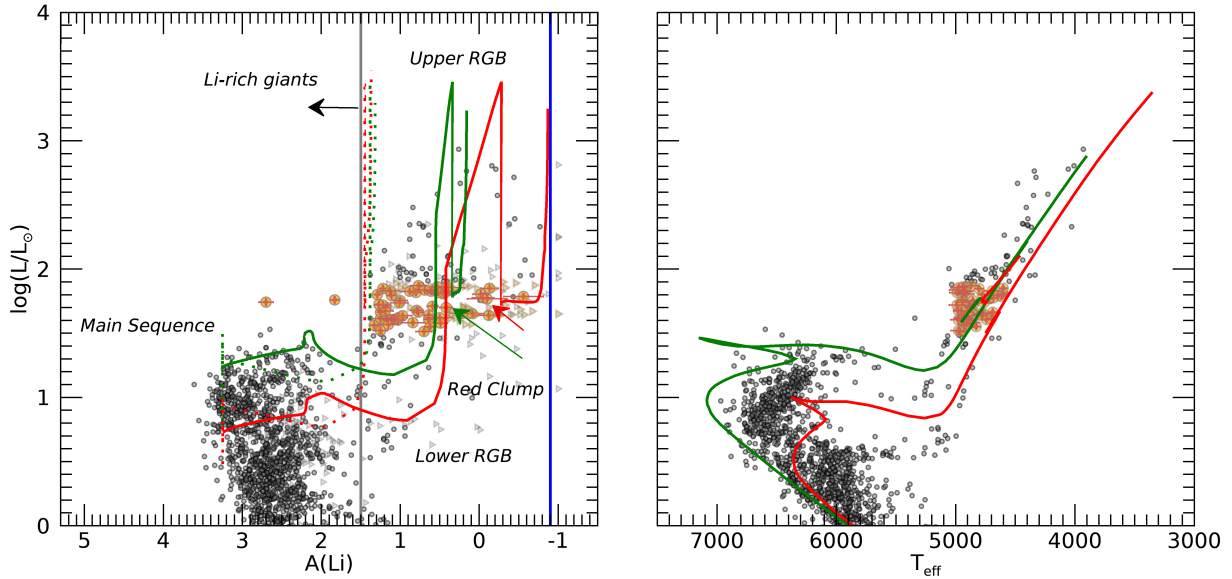 4
3
2
1
0
log(L/L⊙)
Upper RGB
Li-rich giants
Main Sequence
Red Clump
Lower RGB
5 4 3 2 1 0 -1
A(Li)
7000 6000 5000 4000 3000
Teff